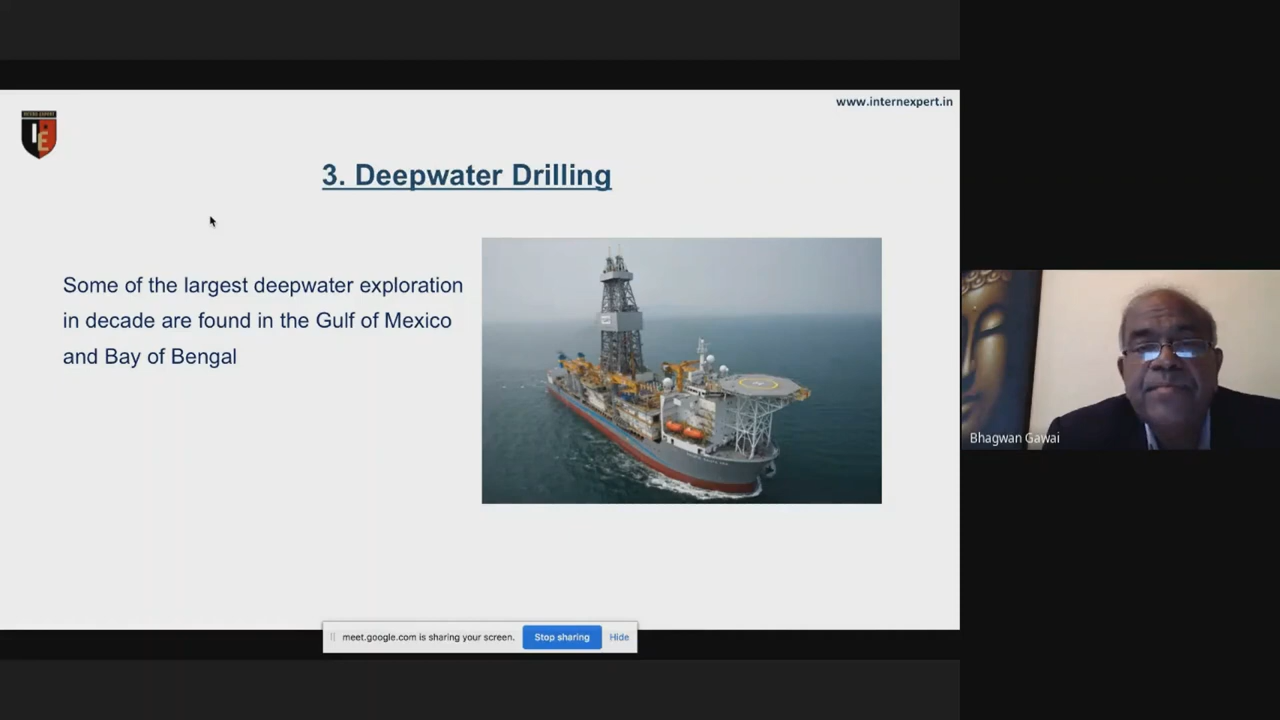 www.internexpert.in
IE
3. Deepwater Drilling
Some of the largest deepwater exploration
in decade are found in the Gulf of Mexico
and Bay of Bengal
Bhagwan Gawai
meet.google.com is sharing your screen. Stop sharing Hide